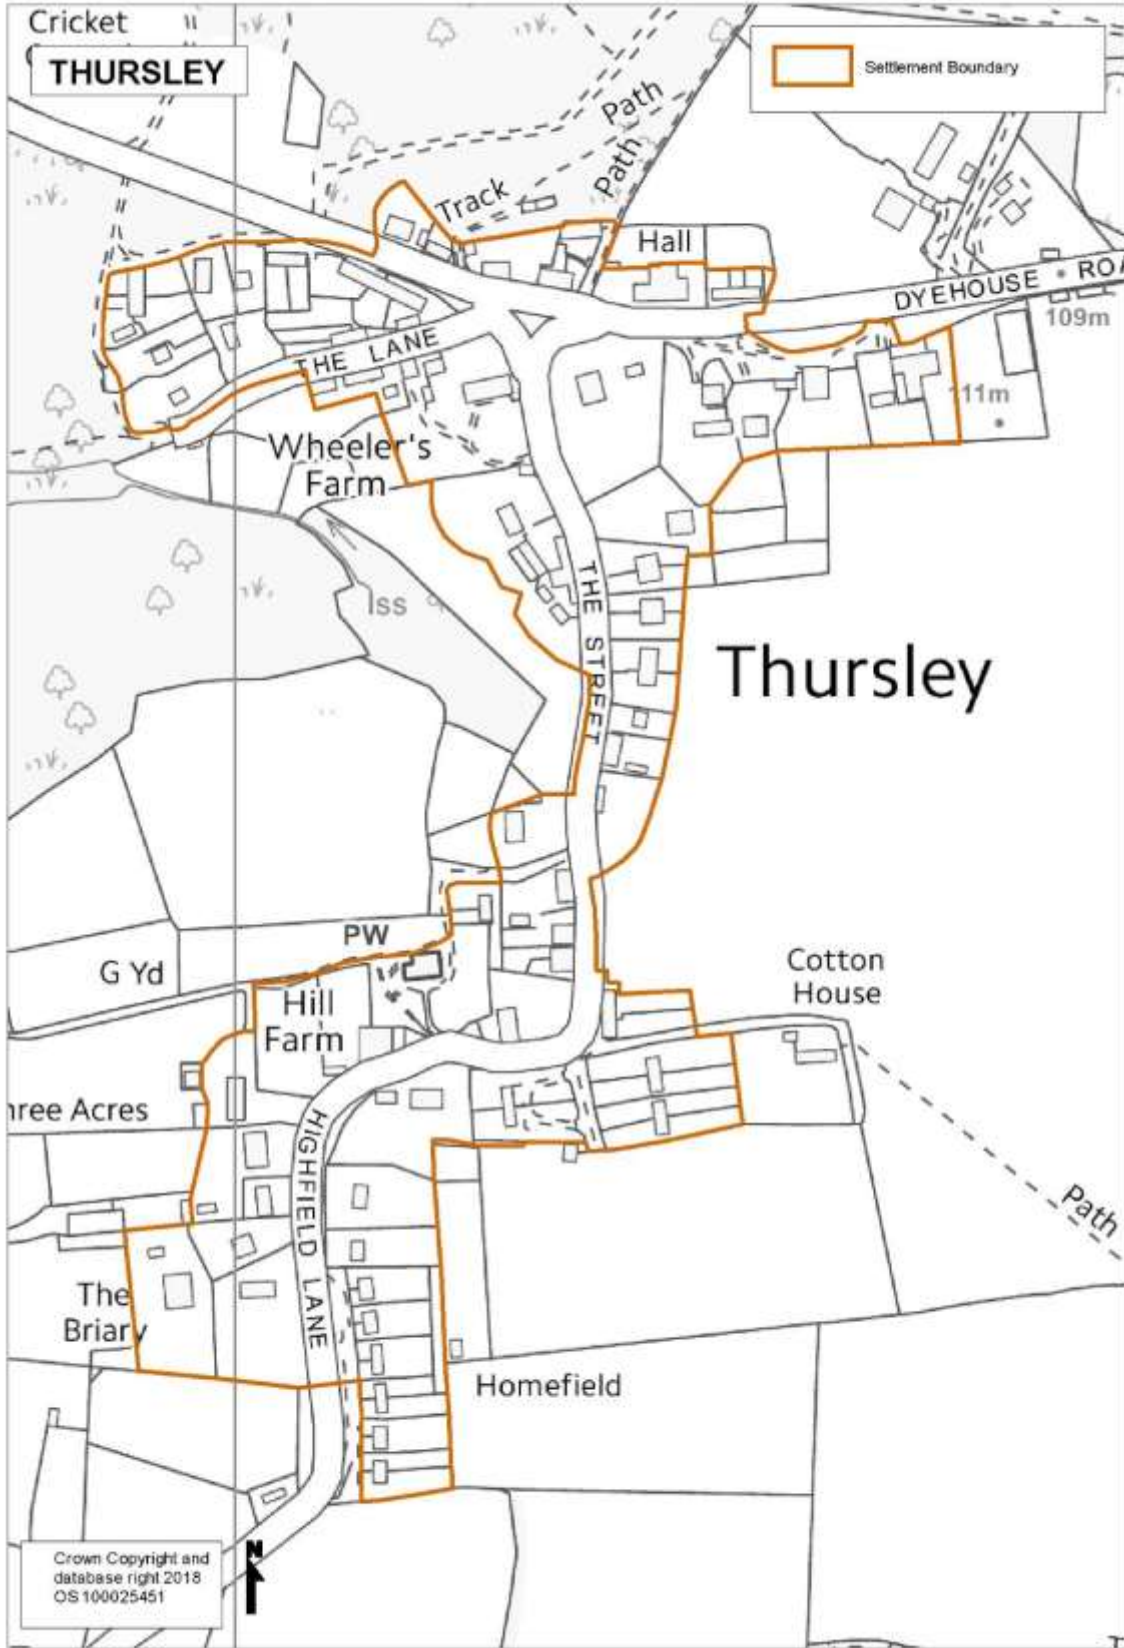 Cricket
THURSLEY
Settlement Boundary
Path
Path
Track
Hall
DYEHOUSE ROA
109m
THE LANE
111m
Wheeler's
Farm
Iss
THE STREET
Thursley
PW
G Yd
Cotton
House
Hill
Farm
hree Acres
HIGHFIELD LANE
Path
The
Briary
Homefield
Crown Copyright and
database right 2018
OS 100025451
N